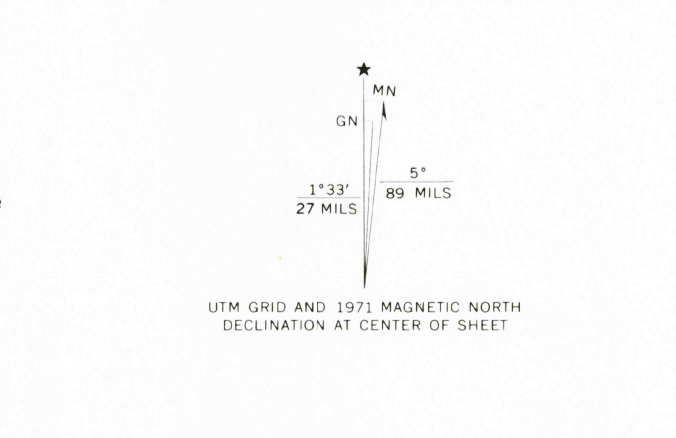 MN
GN
5°
89 MILS
1°33′
27 MILS
UTM GRID AND 1971 MAGNETIC NORTH
DECLINATION AT CENTER OF SHEET